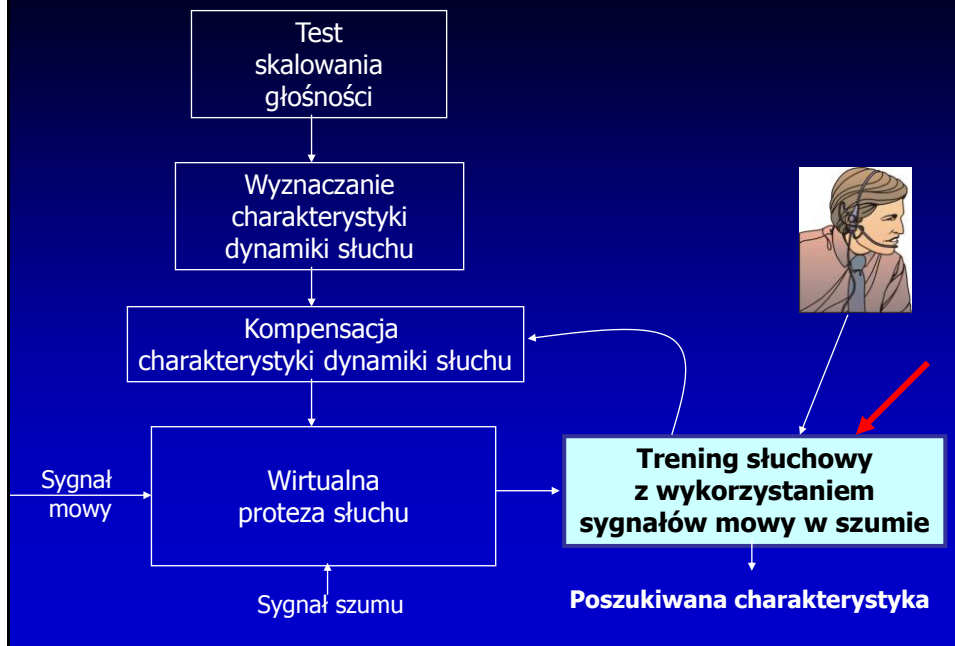 Test
skalowania
głośności
Wyznaczanie
charakterystyki
dynamiki słuchu
Kompensacja
charakterystyki dynamiki słuchu
Sygnał
mowy
Wirtualna
proteza słuchu
Sygnał szumu
Trening słuchowy
z wykorzystaniem
sygnałów mowy w szumie
Poszukiwana charakterystyka